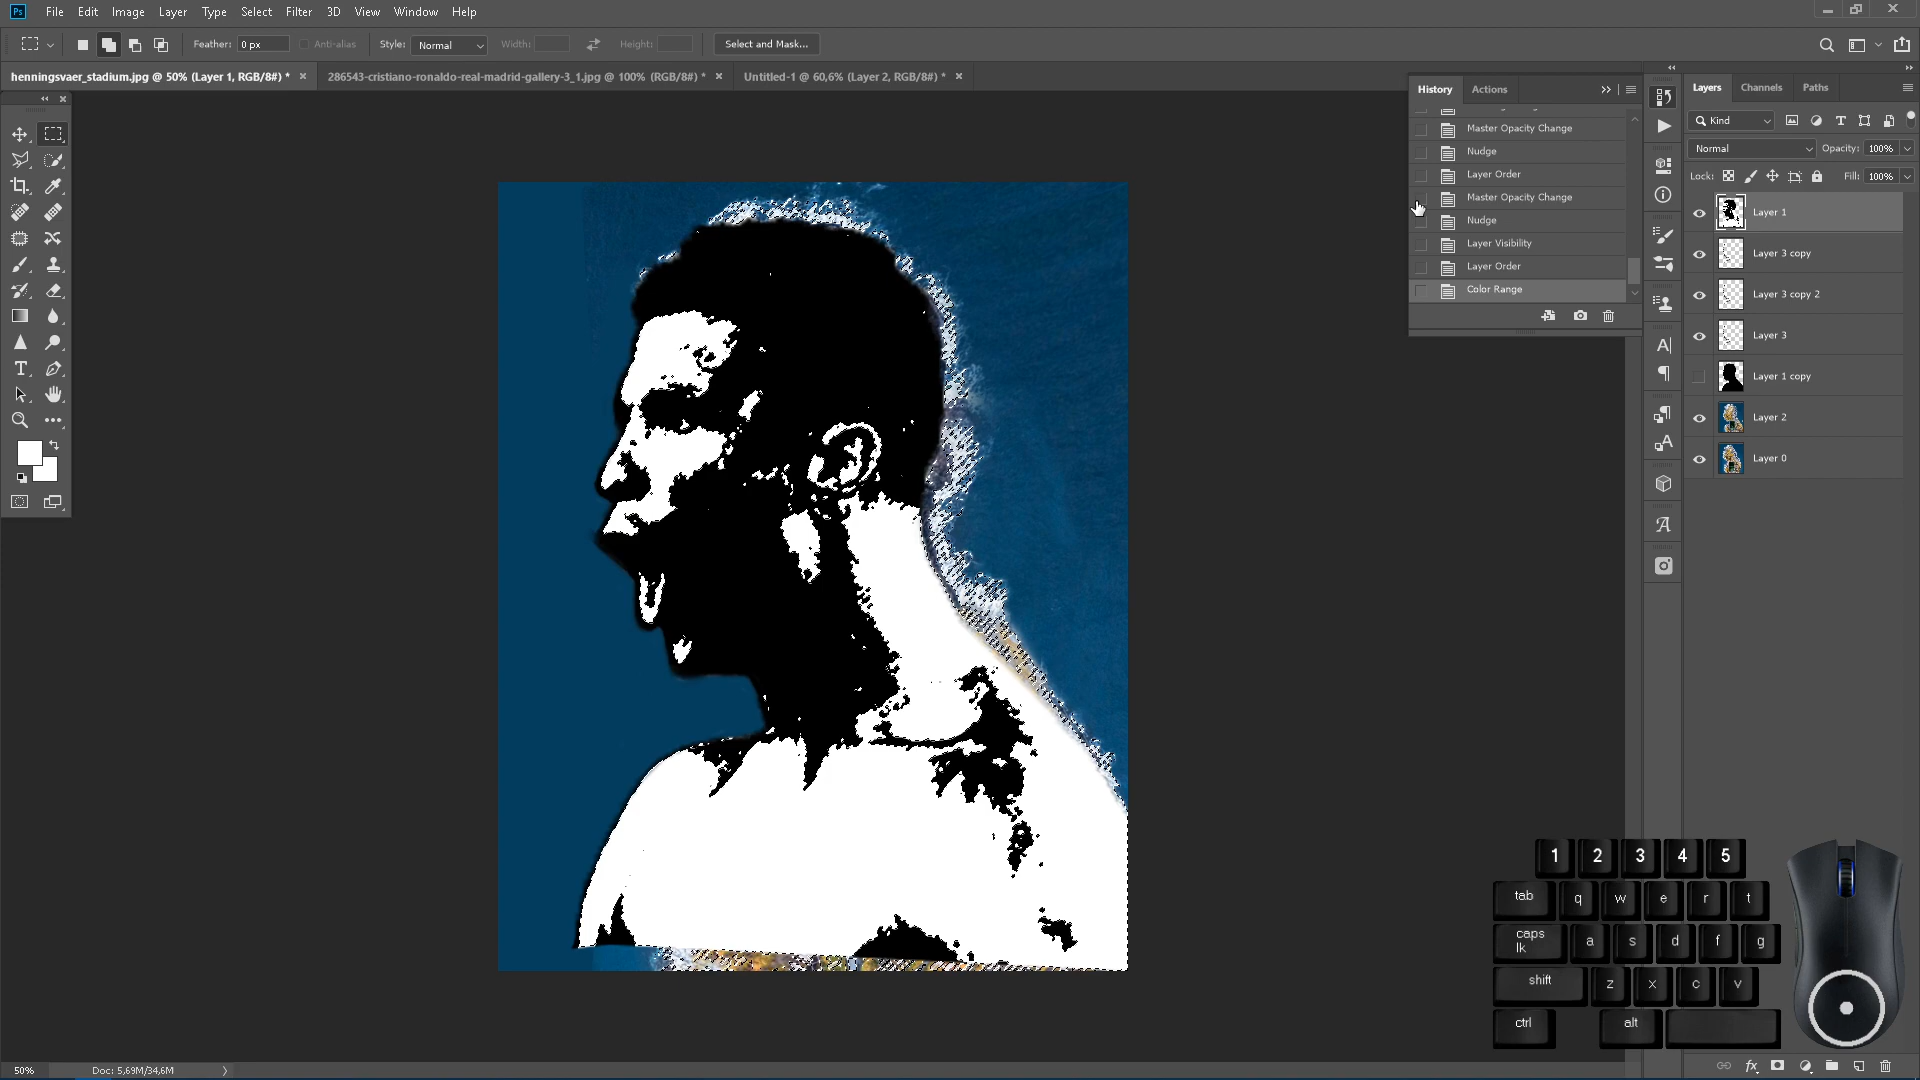 Ps File Edit Image Layer Type Select Filter 3D View Window Help
Feather: 0 px Anti-alias Style: Normal Width: Height: Select and Mask...
henningsvaer_stadium.jpg @ 50% (Layer 1, RGB/8#) * × 286543-cristiano-ronaldo-real-madrid-gallery-3_1.jpg @ 100% (RGB/8#) * × Untitled-1 @ 60,6% (Layer 2, RGB/8#) * ×
History Actions
Master Opacity Change
Nudge
Layer Order
Master Opacity Change
Nudge
Layer Visibility
Layer Order
Color Range
Layers Channels Paths
Kind
Normal Opacity: 100%
Lock: Fill: 100%
Layer 1
Layer 3 copy
Layer 3 copy 2
Layer 3
Layer 1 copy
Layer 2
Layer 0
1 2 3 4 5
tab q w e r t
caps lk a s d f g
shift z x c v
ctrl alt
50% Doc: 5,69M/34,6M